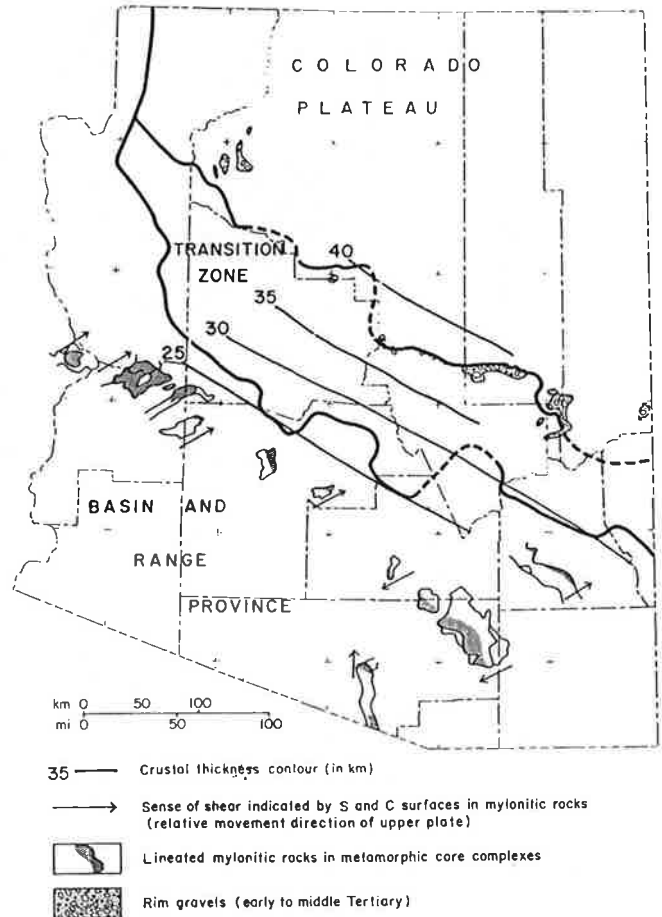 COLORADO
PLATEAU
TRANSITION
ZONE
40
35
30
25
BASIN AND
RANGE
PROVINCE
km 0 50 100
mi 0 50 100
35 Crustal thickness contour (in km)
Sense of shear indicated by S and C surfaces in mylonitic rocks
(relative movement direction of upper plate)
Lineated mylonitic rocks in metamorphic core complexes
Rim gravels (early to middle Tertiary)